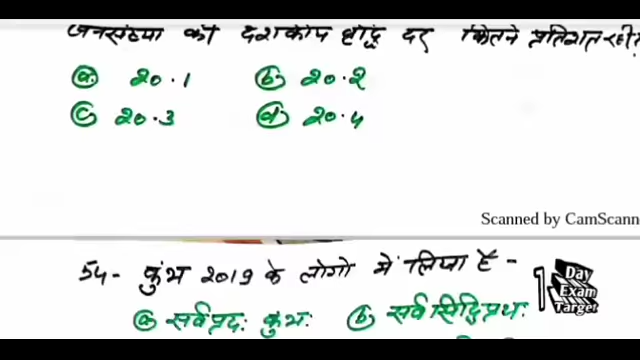 जनसंख्या की दशकीय वृद्धि दर कितने प्रतिशत रही?
(a) 20.1 (b) 20.2
(c) 20.3 (d) 20.4
Scanned by CamScann
54- कुंभ 2019 के लोगो में लिखा है -
1 Day Exam Target
(a) सर्वप्रदः कुंभः (b) सर्वसिद्धिप्रथः